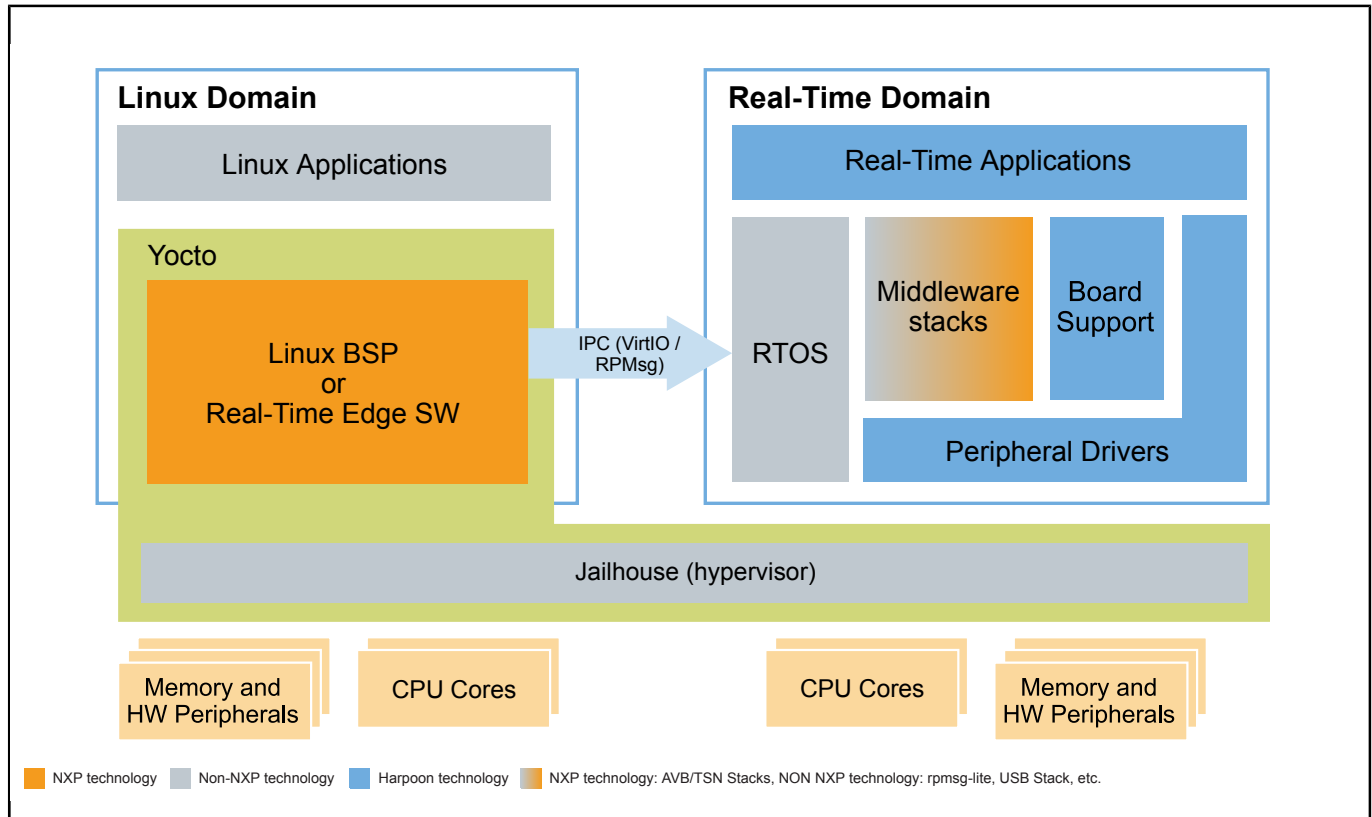 Linux Domain
Linux Applications
Yocto
Linux BSP
or
Real-Time Edge SW
IPC (VirtIO /
RPMsg)
Real-Time Domain
Real-Time Applications
RTOS
Middleware
stacks
Board
Support
Peripheral Drivers
Jailhouse (hypervisor)
Memory and
HW Peripherals
CPU Cores
CPU Cores
Memory and
HW Peripherals
NXP technology
Non-NXP technology
Harpoon technology
NXP technology: AVB/TSN Stacks, NON NXP technology: rpmsg-lite, USB Stack, etc.